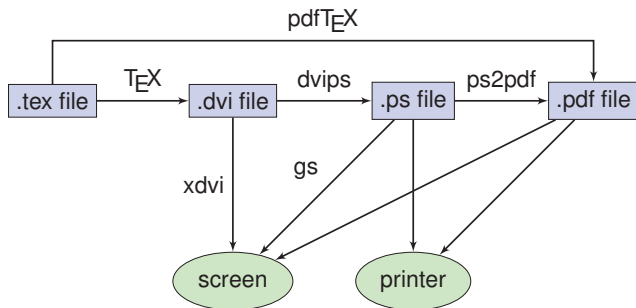 pdfTEX
TEX
dvips
ps2pdf
.tex file
.dvi file
.ps file
.pdf file
xdvi
gs
screen
printer